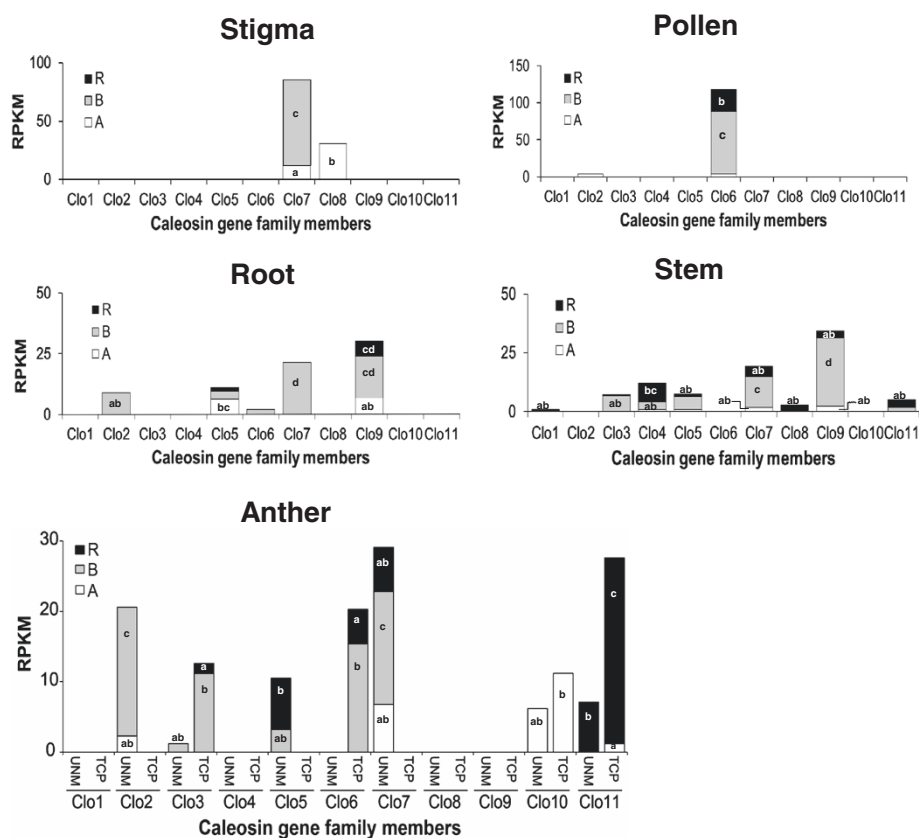 Stigma
100
50
0
RPKM
R
B
A
c
a
b
Clo1 Clo2 Clo3 Clo4 Clo5 Clo6 Clo7 Clo8 Clo9 Clo10 Clo11
Caleosin gene family members
Pollen
150
100
50
0
RPKM
R
B
A
b
c
Clo1 Clo2 Clo3 Clo4 Clo5 Clo6 Clo7 Clo8 Clo9 Clo10 Clo11
Caleosin gene family members
Root
50
25
0
RPKM
R
B
A
ab
bc
d
cd
cd
ab
Clo1 Clo2 Clo3 Clo4 Clo5 Clo6 Clo7 Clo8 Clo9 Clo10 Clo11
Caleosin gene family members
Stem
50
25
0
RPKM
R
B
A
ab
ab
bc
ab
ab
ab
ab
c
ab
ab
d
ab
ab
Clo1 Clo2 Clo3 Clo4 Clo5 Clo6 Clo7 Clo8 Clo9 Clo10 Clo11
Caleosin gene family members
Anther
30
20
10
0
RPKM
R
B
A
c
ab
ab
a
b
b
ab
a
b
ab
c
ab
ab
b
b
c
a
UNM TCP UNM TCP UNM TCP UNM TCP UNM TCP UNM TCP UNM TCP UNM TCP UNM TCP UNM TCP UNM TCP
Clo1 Clo2 Clo3 Clo4 Clo5 Clo6 Clo7 Clo8 Clo9 Clo10 Clo11
Caleosin gene family members